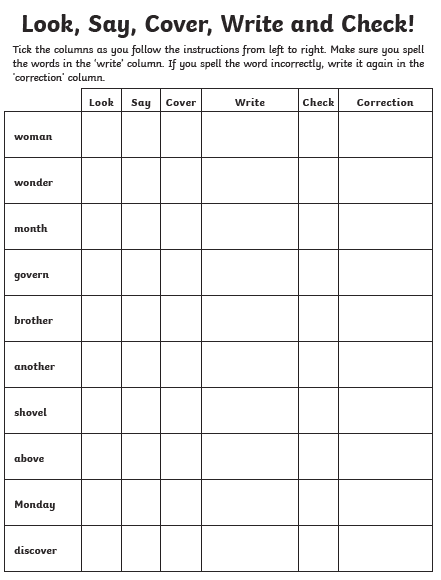 Look, Say, Cover, Write and Check!
Tick the columns as you follow the instructions from left to right. Make sure you spell
the words in the 'write' column. If you spell the word incorrectly, write it again in the
'correction' column.
Look Say Cover Write Check Correction
woman
wonder
month
govern
brother
another
shovel
above
Monday
discover